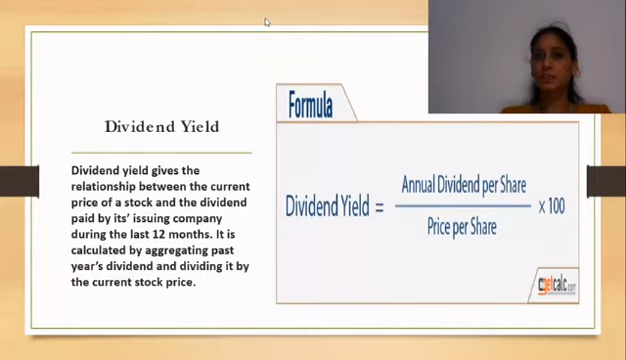 Dividend Yield
Dividend yield gives the
relationship between the current
price of a stock and the dividend
paid by its' issuing company
during the last 12 months. It is
calculated by aggregating past
year's dividend and dividing it by
the current stock price.
Formula
Dividend Yield = Annual Dividend per Share × 100
Price per Share
getcalc.com